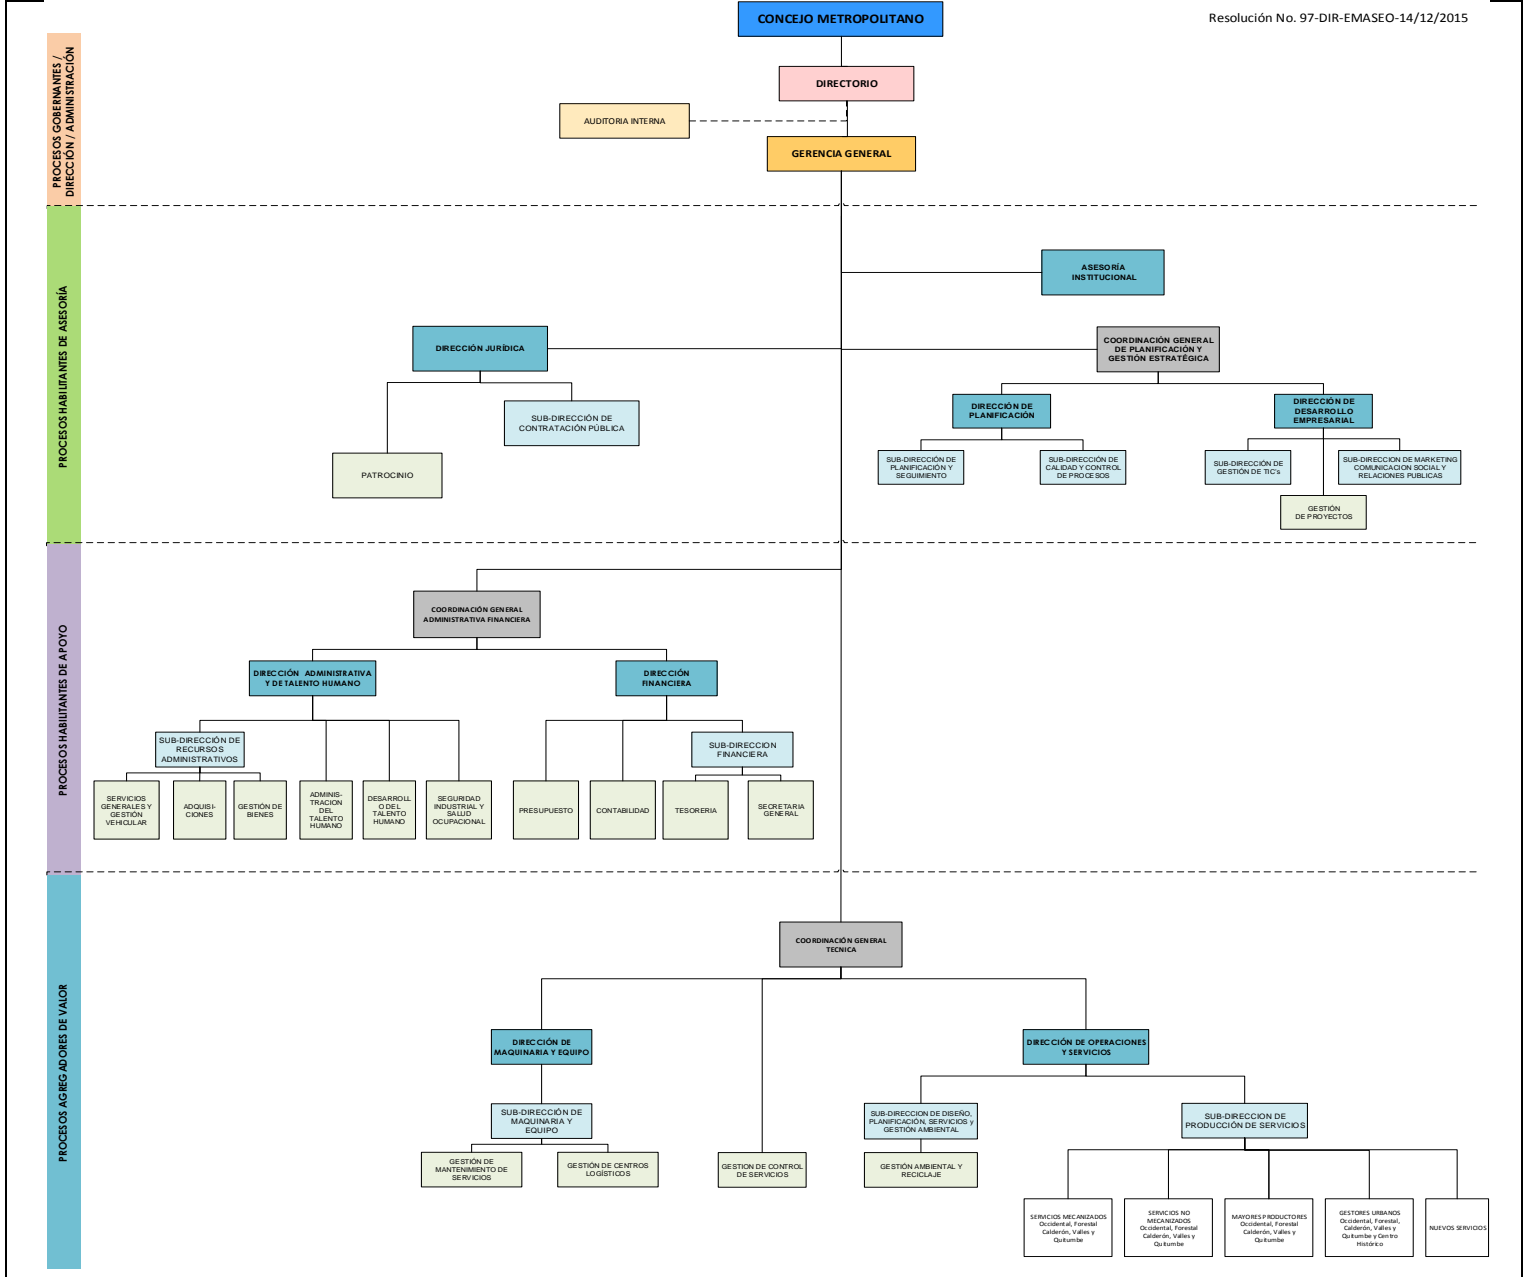 CONCEJO METROPOLITANO
Resolución No. 97-DIR-EMASEO-14/12/2015
PROCESOS GOBERNANTES /
DIRECCIÓN / ADMINISTRACIÓN
DIRECTORIO
AUDITORIA INTERNA
GERENCIA GENERAL
PROCESOS HABILITANTES DE ASESORÍA
ASESORÍA
INSTITUCIONAL
DIRECCIÓN JURÍDICA
COORDINACIÓN GENERAL
DE PLANIFICACIÓN Y
GESTIÓN ESTRATÉGICA
SUB-DIRECCIÓN DE
CONTRATACIÓN PÚBLICA
PATROCINIO
DIRECCIÓN DE
PLANIFICACIÓN
DIRECCIÓN DE
DESARROLLO
EMPRESARIAL
SUB-DIRECCIÓN DE
PLANIFICACIÓN Y
SEGUIMIENTO
SUB-DIRECCIÓN DE
CALIDAD Y CONTROL
DE PROCESOS
SUB-DIRECCIÓN DE
GESTIÓN DE TIC's
SUB-DIRECCION DE MARKETING
COMUNICACION SOCIAL Y
RELACIONES PUBLICAS
GESTIÓN
DE PROYECTOS
PROCESOS HABILITANTES DE APOYO
COORDINACIÓN GENERAL
ADMINISTRATIVA FINANCIERA
DIRECCIÓN ADMINISTRATIVA
Y DE TALENTO HUMANO
DIRECCIÓN
FINANCIERA
SUB-DIRECCIÓN DE
RECURSOS
ADMINISTRATIVOS
SUB-DIRECCION
FINANCIERA
SERVICIOS
GENERALES Y
GESTIÓN
VEHICULAR
ADQUISI-
CIONES
GESTIÓN DE
BIENES
ADMINIS-
TRACION
DEL
TALENTO
HUMANO
DESARROLL
O DEL
TALENTO
HUMANO
SEGURIDAD
INDUSTRIAL Y
SALUD
OCUPACIONAL
PRESUPUESTO
CONTABILIDAD
TESORERIA
SECRETARIA
GENERAL
PROCESOS AGREGADORES DE VALOR
COORDINACIÓN GENERAL
TECNICA
DIRECCIÓN DE
MAQUINARIA Y EQUIPO
DIRECCIÓN DE OPERACIONES
Y SERVICIOS
SUB-DIRECCIÓN DE
MAQUINARIA Y
EQUIPO
SUB-DIRECCION DE DISEÑO,
PLANIFICACIÓN, SERVICIOS y
GESTIÓN AMBIENTAL
SUB-DIRECCION DE
PRODUCCIÓN DE SERVICIOS
GESTIÓN DE
MANTENIMIENTO DE
SERVICIOS
GESTIÓN DE CENTROS
LOGÍSTICOS
GESTION DE CONTROL
DE SERVICIOS
GESTIÓN AMBIENTAL Y
RECICLAJE
SERVICIOS MECANIZADOS
Occidental, Forestal
Calderón, Valles y
Quitumbe
SERVICIOS NO
MECANIZADOS
Occidental, Forestal
Calderón, Valles y
Quitumbe
MAYORES PRODUCTORES
Occidental, Forestal
Calderón, Valles y
Quitumbe
GESTORES URBANOS
Occidental, Forestal,
Calderón, Valles y
Quitumbe y Centro
Histórico
NUEVOS SERVICIOS